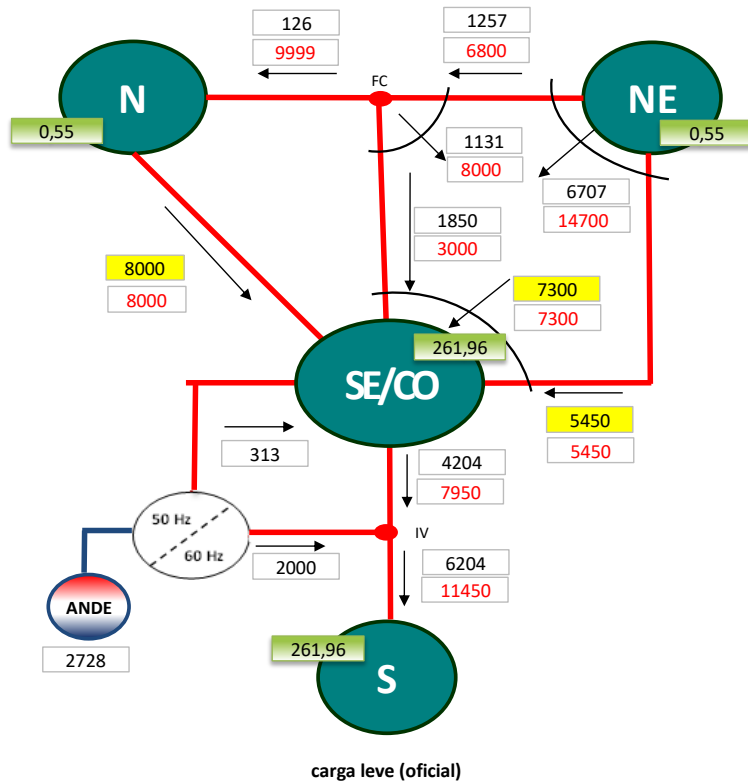 126
9999
1257
6800
FC
N
NE
0,55
0,55
1131
8000
6707
14700
1850
3000
8000
8000
7300
7300
261,96
SE/CO
5450
5450
313
4204
7950
50 Hz
60 Hz
IV
2000
6204
11450
ANDE
2728
261,96
S
carga leve (oficial)